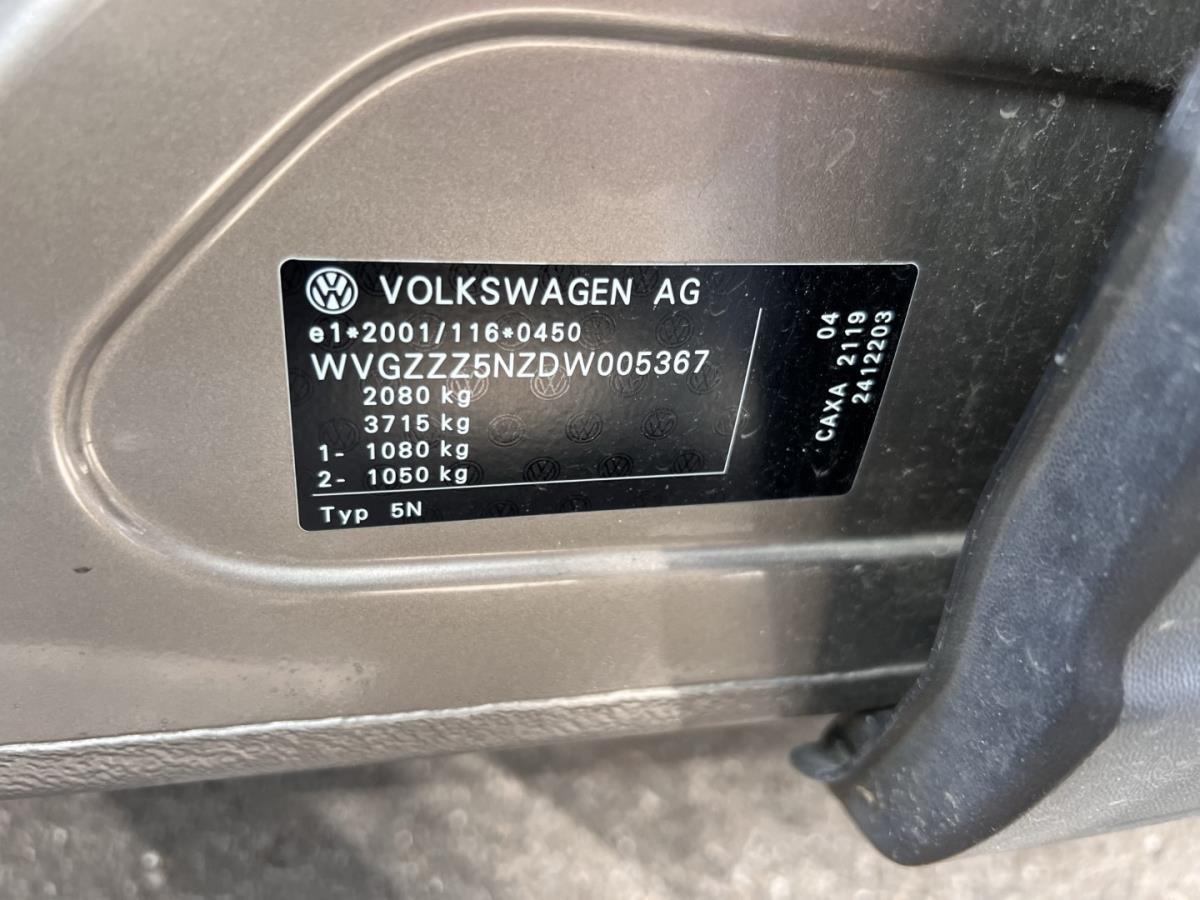 VOLKSWAGEN AG
e1*2001/116*0450
WVGZZZ5NZDW005367
2080 kg
3715 kg
1- 1080 kg
2- 1050 kg
Typ 5N
04
CAXA 2119
2412203